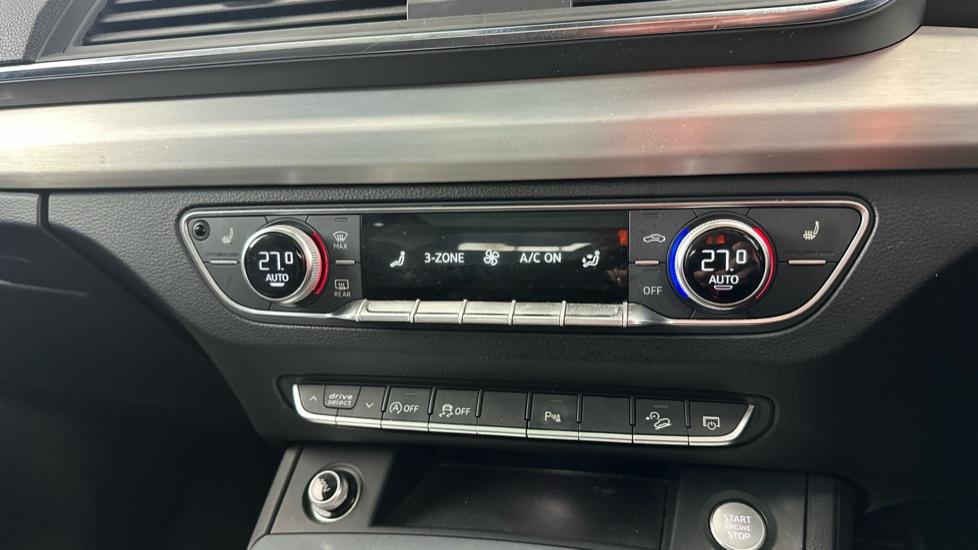 MAX
27.0
AUTO
3-ZONE
A/C ON
27.0
AUTO
REAR
OFF
drive
select
A OFF
OFF
P
START
ENGINE
STOP